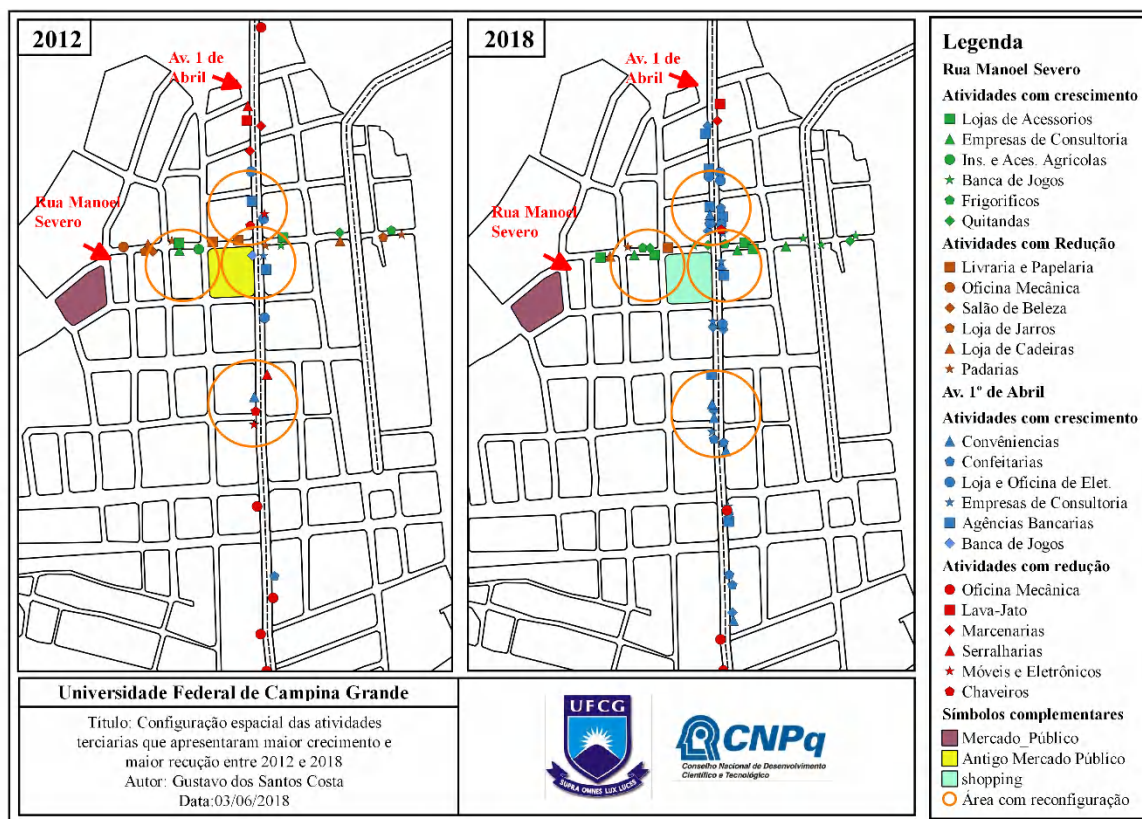 2012
Av. 1 de
Abril
Rua Manoel
Severo
2018
Av. 1 de
Abril
Rua Manoel
Severo
Legenda
Rua Manoel Severo
Atividades com crescimento
Lojas de Acessorios
Empresas de Consultoria
Ins. e Aces. Agricolas
Banca de Jogos
Frigorificos
Quitandas
Atividades com Redução
Livraria e Papelaria
Oficina Mecânica
Salão de Beleza
Loja de Jarros
Loja de Cadeiras
Padarias
Av. 1º de Abril
Atividades com crescimento
Convêniencias
Confeitarias
Loja e Oficina de Elet.
Empresas de Consultoria
Agências Bancarias
Banca de Jogos
Atividades com redução
Oficina Mecânica
Lava-Jato
Marcenarias
Serralharias
Móveis e Eletrônicos
Chaveiros
Símbolos complementares
Mercado_Público
Antigo Mercado Público
shopping
Área com reconfiguração
Universidade Federal de Campina Grande
Título: Configuração espacial das atividades
terciarias que apresentaram maior crecimento e
maior recução entre 2012 e 2018
Autor: Gustavo dos Santos Costa
Data:03/06/2018
UFCG
SUPRA OMNES LUX LUCES
CNPq
Conselho Nacional de Desenvolvimento
Científico e Tecnológico